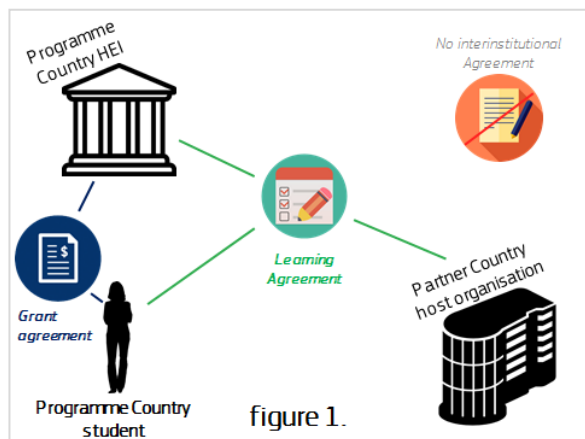 Programme
Country HEI
No interinstitutional
Agreement
$
Learning
Agreement
Partner Country
host organisation
Grant
agreement
Programme Country
student
figure 1.